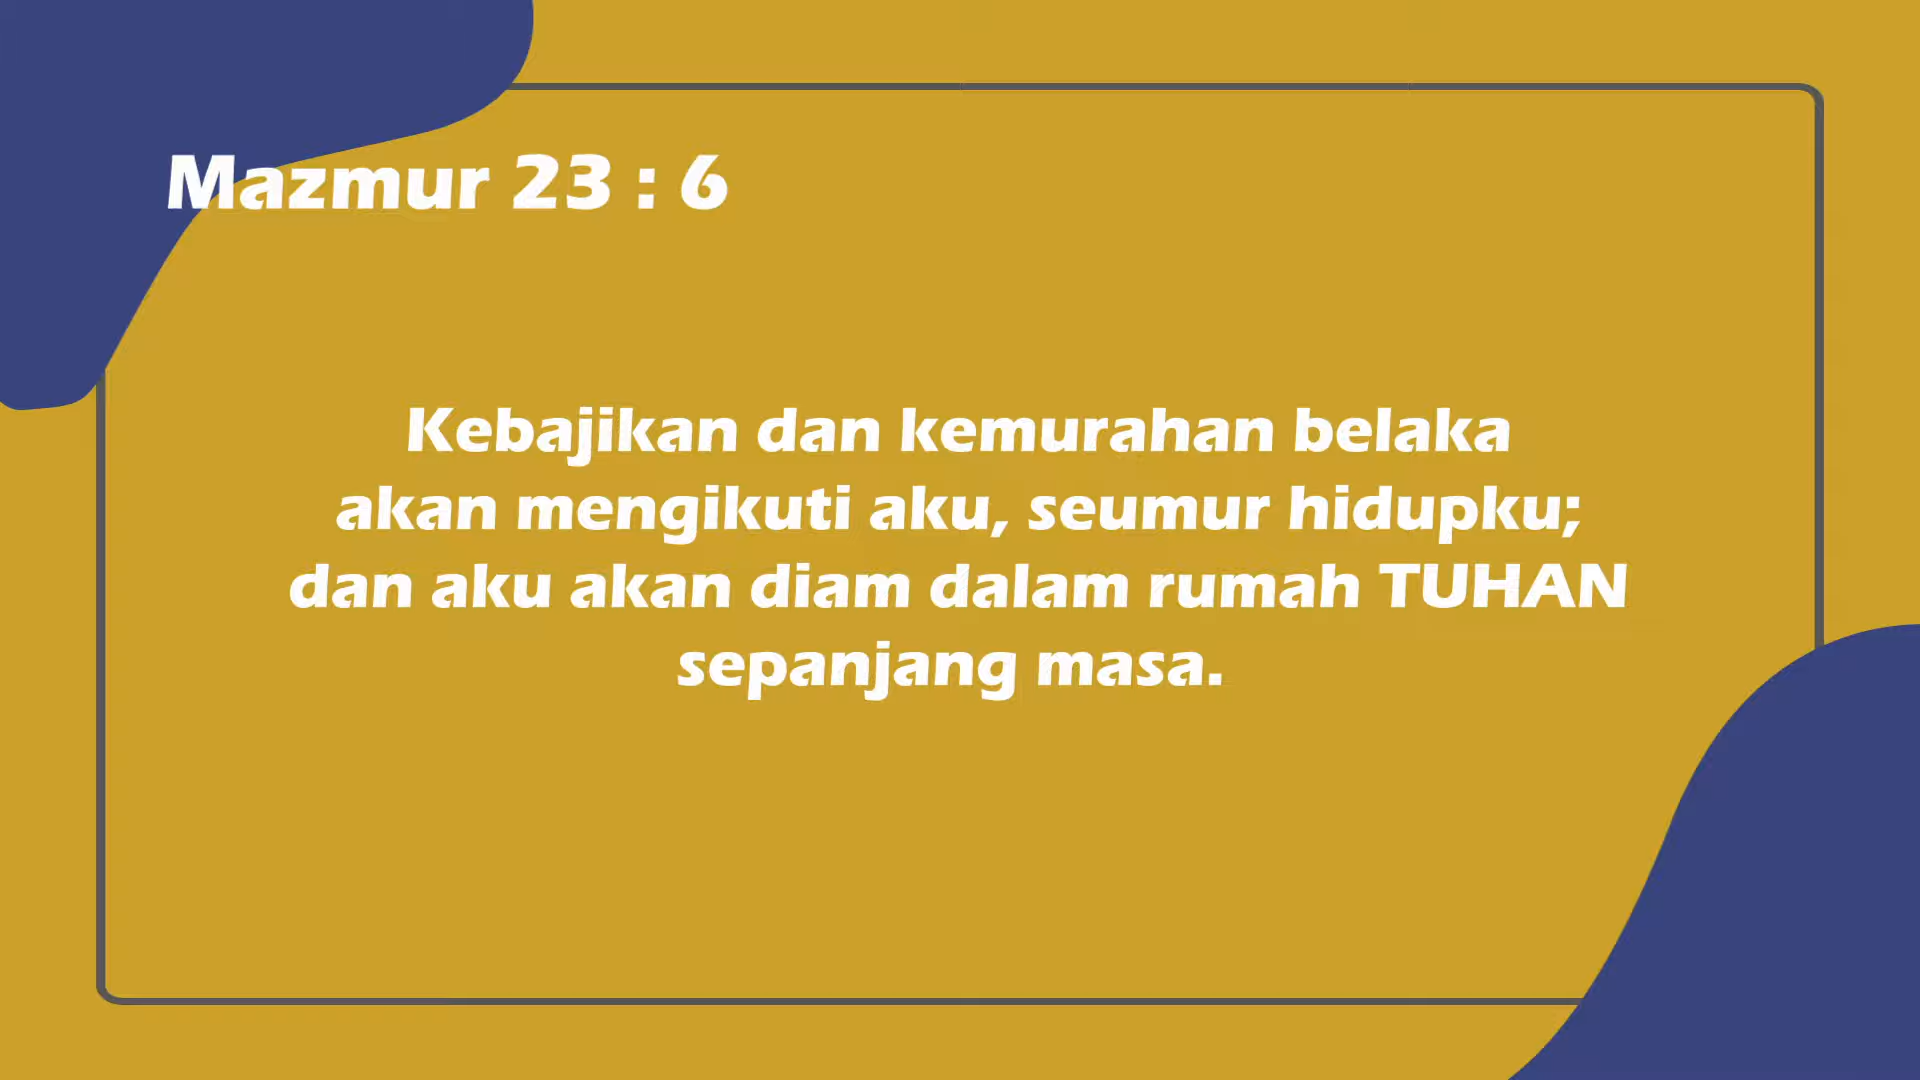 Mazmur 23 : 6
Kebajikan dan kemurahan belaka
akan mengikuti aku, seumur hidupku;
dan aku akan diam dalam rumah TUHAN
sepanjang masa.